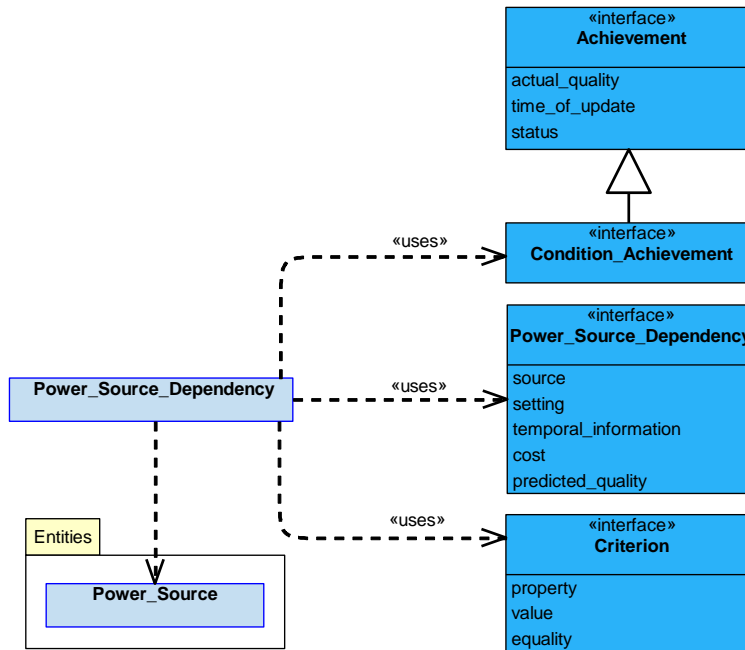 «interface»
Achievement
actual_quality
time_of_update
status
«uses»
«interface»
Condition_Achievement
«interface»
Power_Source_Dependency
source
setting
temporal_information
cost
predicted_quality
Power_Source_Dependency
«uses»
«uses»
«interface»
Criterion
property
value
equality
Entities
Power_Source